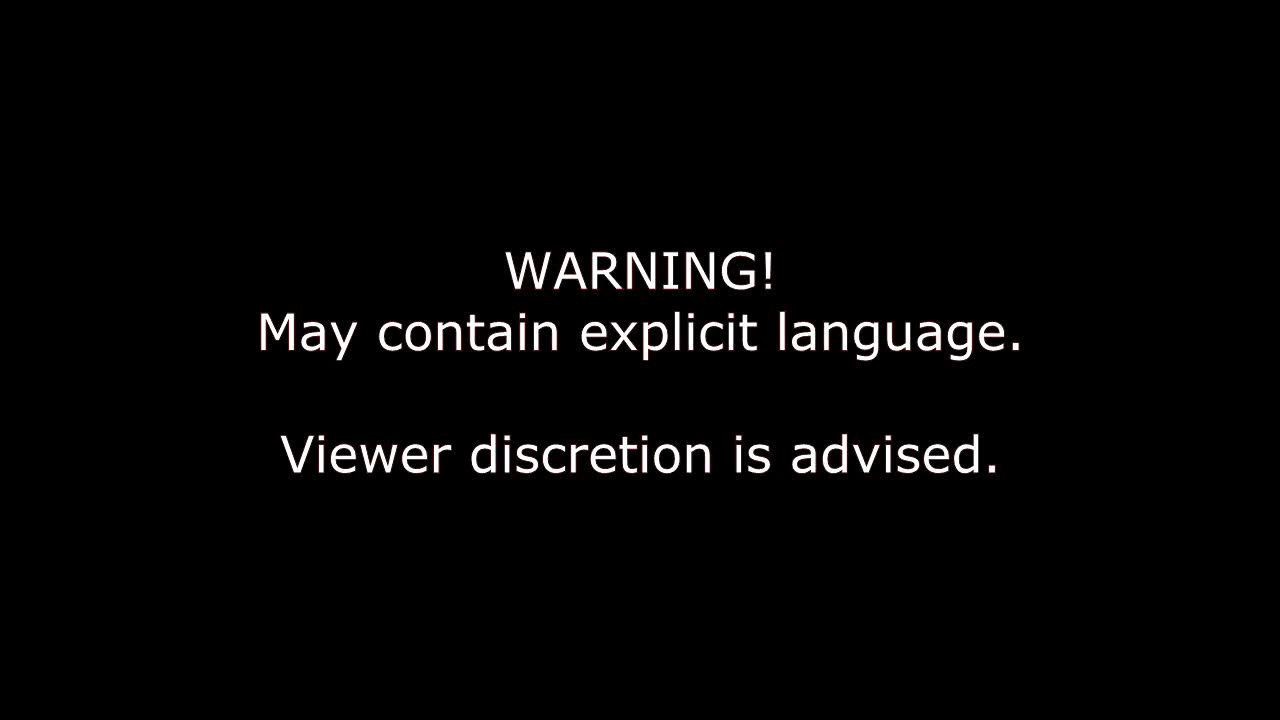 WARNING!
May contain explicit language.
Viewer discretion is advised.